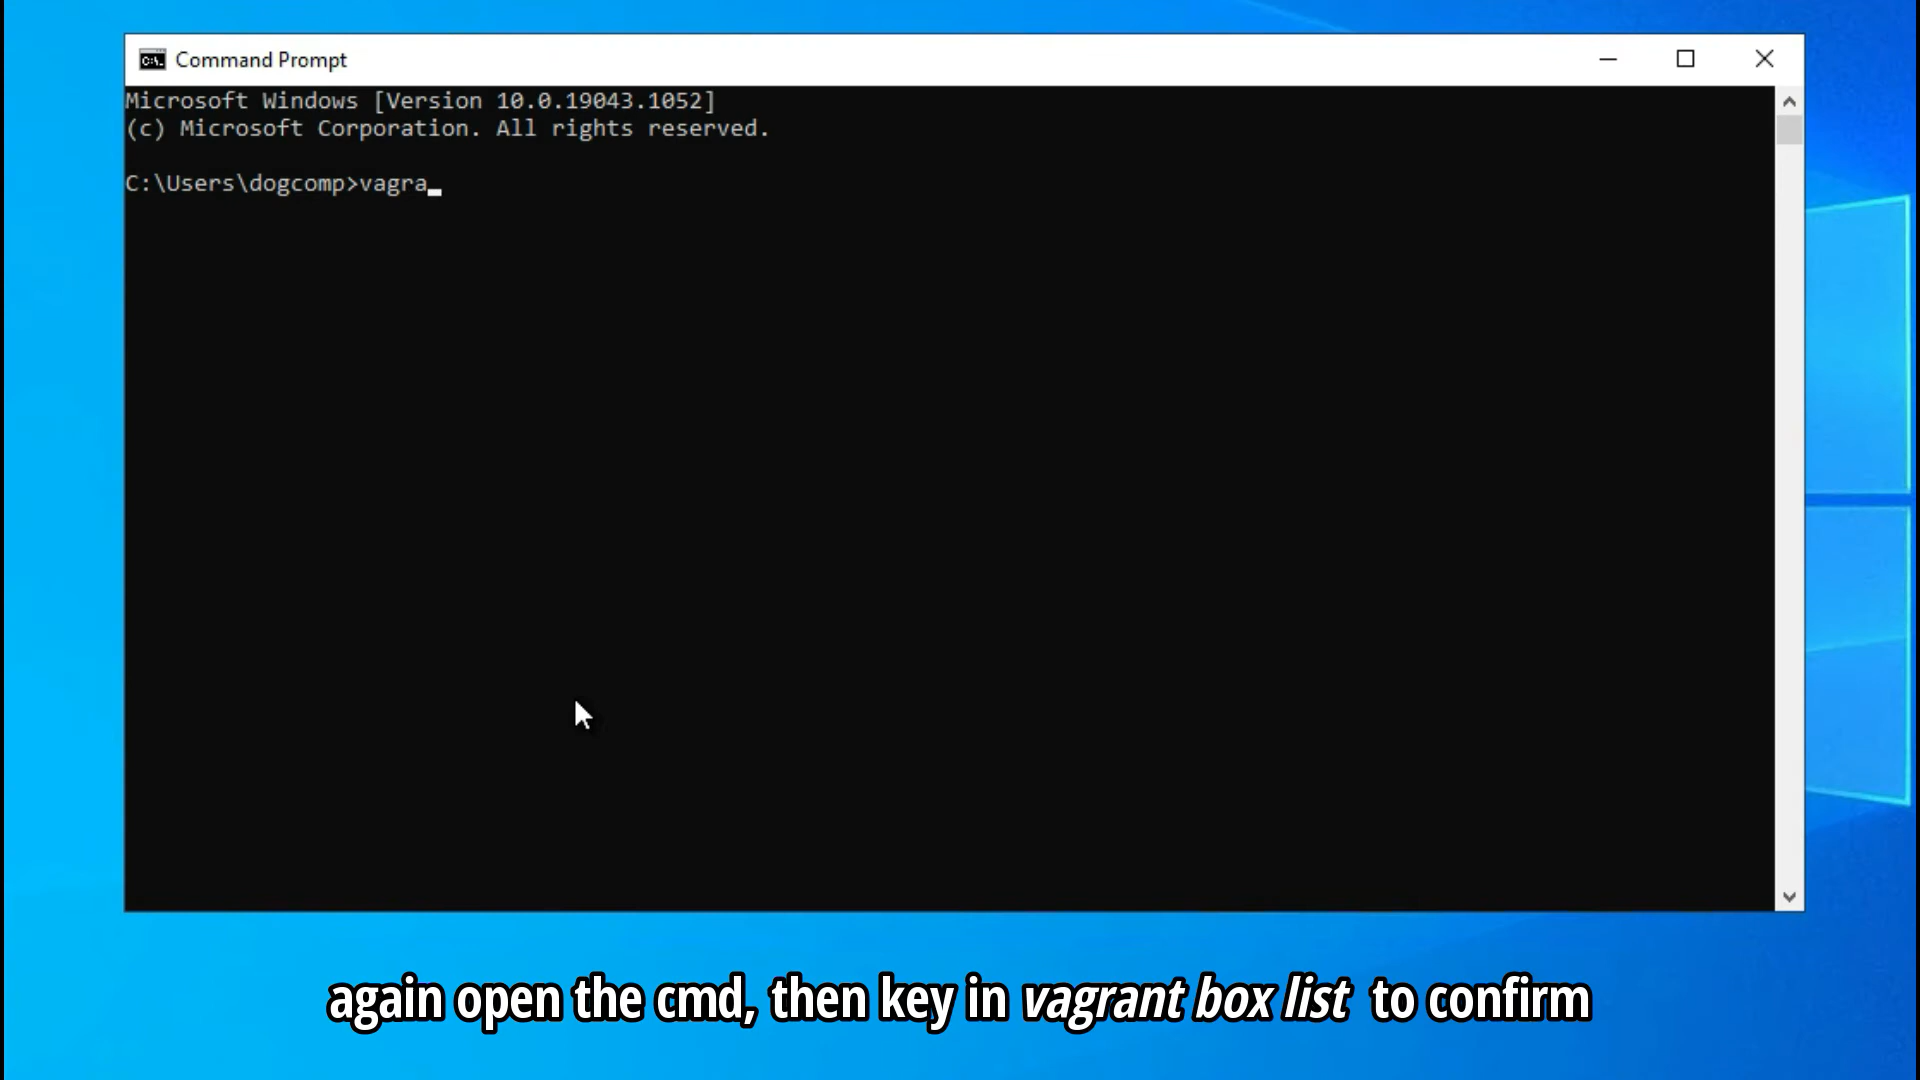 Command Prompt
Microsoft Windows [Version 10.0.19043.1052]
(c) Microsoft Corporation. All rights reserved.
C:\Users\dogcomp>vagra
again open the cmd, then key in vagrant box list to confirm